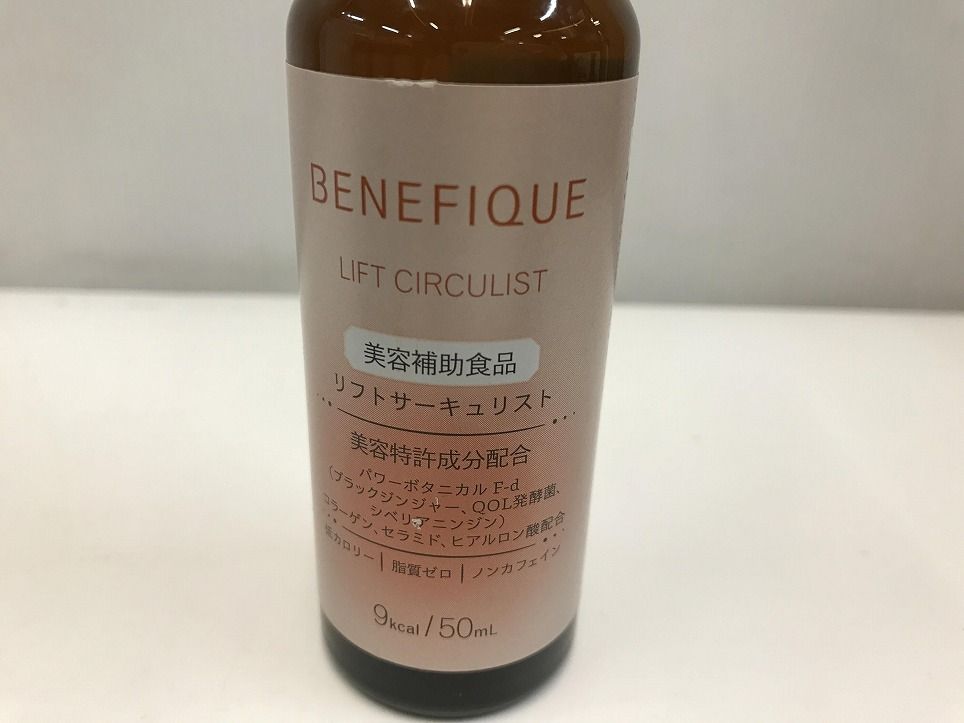 BENEFIQUE
LIFT CIRCULIST
美容補助食品
リフトサーキュリスト
美容特許成分配合
パワーボタニカル F-d
(ブラックジンジャー、QOL発酵菌、
シベリアニンジン)
コラーゲン、セラミド、ヒアルロン酸配合
低カロリー | 脂質ゼロ | ノンカフェイン
9kcal / 50mL